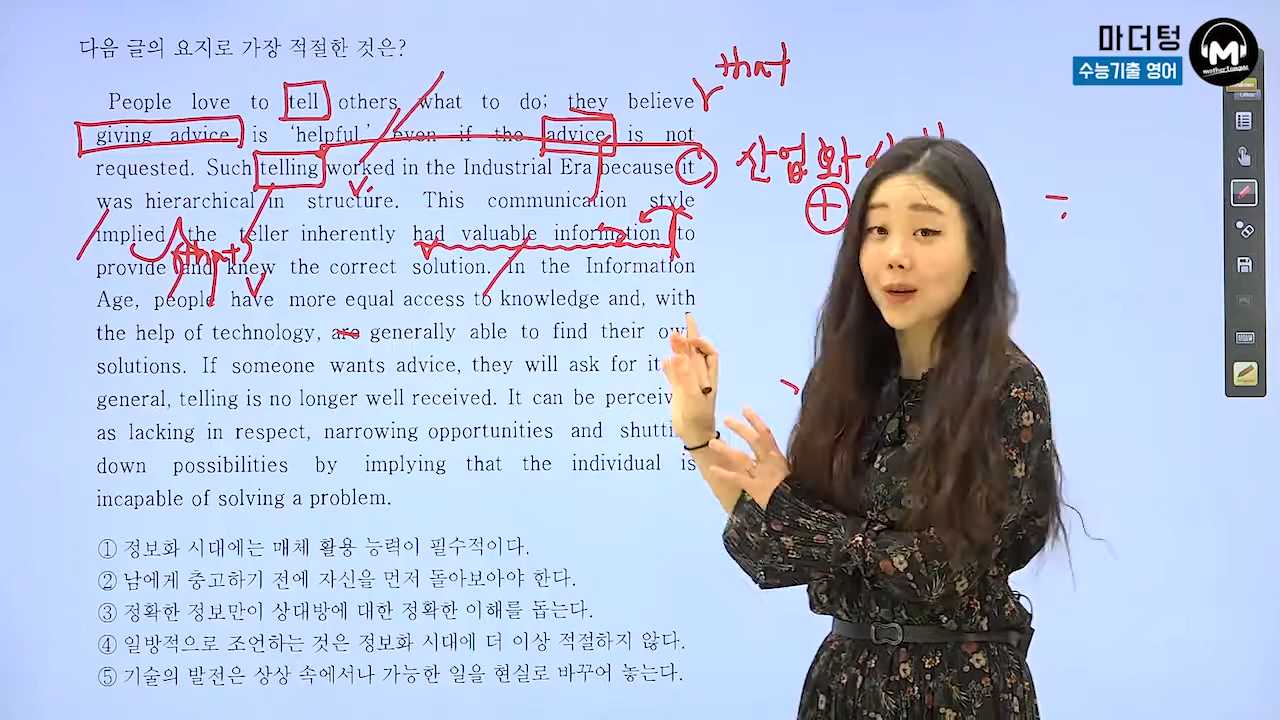 다음 글의 요지로 가장 적절한 것은?
마더텅
수능기출 영어
M
mothertongue
that
People love to tell others what to do; they believe
giving advice is 'helpful,' even if the advice is not
requested. Such telling worked in the Industrial Era because it
산업화
was hierarchical in structure. This communication style
implied the teller inherently had valuable information to
(that)
provide and knew the correct solution. In the Information
Age, people have more equal access to knowledge and, with
the help of technology, are generally able to find their
solutions. If someone wants advice, they will ask for it
general, telling is no longer well received. It can be
as lacking in respect, narrowing opportunities and
down possibilities by implying that the individual is
incapable of solving a problem.
① 정보화 시대에는 매체 활용 능력이 필수적이다.
② 남에게 충고하기 전에 자신을 먼저 돌아보아야 한다.
③ 정확한 정보만이 상대방에 대한 정확한 이해를 돕는다.
④ 일방적으로 조언하는 것은 정보화 시대에 더 이상 적절하지 않다.
⑤ 기술의 발전은 상상 속에서나 가능한 일을 현실로 바꾸어 놓는다.